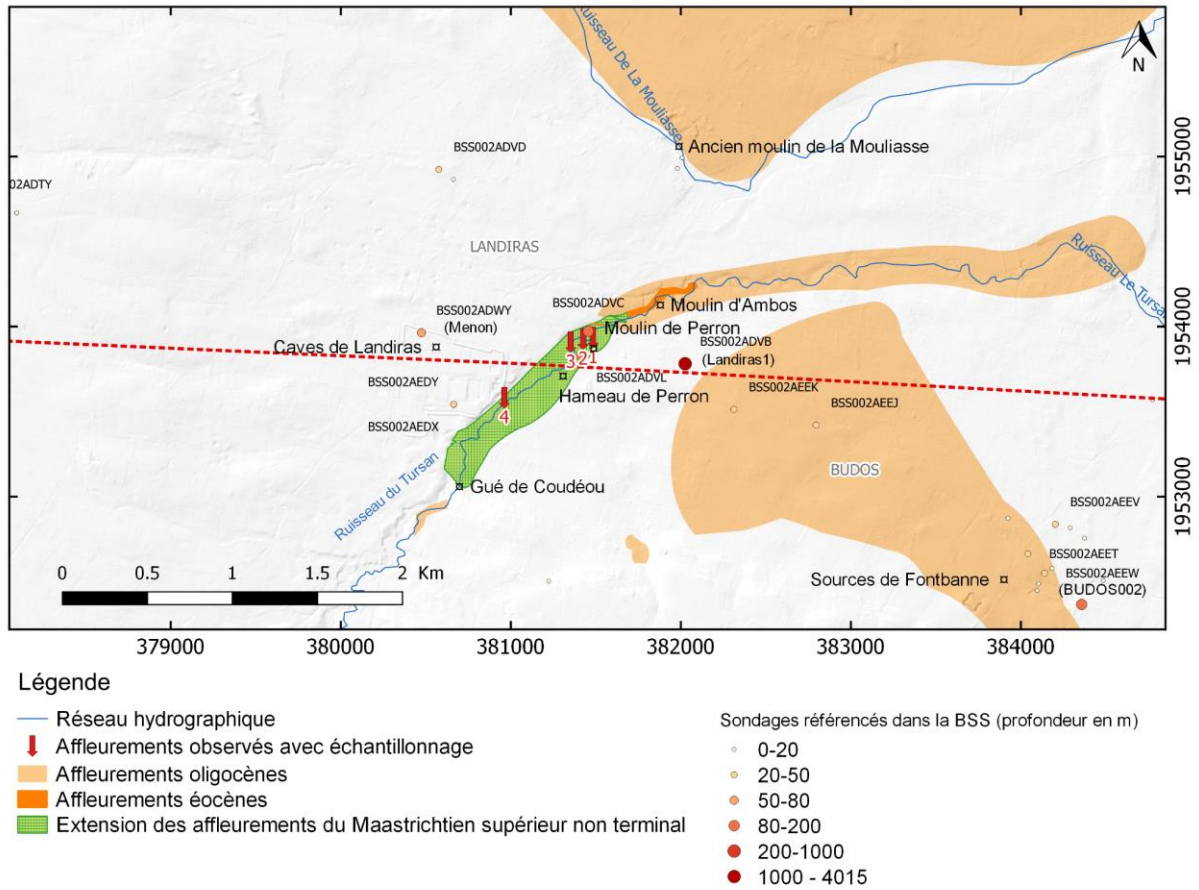 Ruisseau De La Mouliasse
N
Ancien moulin de la Mouliasse
BSS002ADVD
02ADTY
LANDIRAS
Ruisseau Le Tursan
BSS002ADWY
(Menon)
BSS002ADVC
Moulin d'Ambos
Moulin de Perron
Caves de Landiras
3
2
1
BSS002ADVB
(Landiras1)
BSS002AEDY
BSS002ADVL
Hameau de Perron
BSS002AEEK
BSS002AEEJ
4
BSS002AEDX
BUDOS
Ruisseau du Tursan
Gué de Coudéou
BSS002AEEV
BSS002AEET
Sources de Fontbanne
BSS002AEEW
(BUDOS002)
0 0.5 1 1.5 2 Km
1955000
1954000
1953000
379000 380000 381000 382000 383000 384000
Légende
Réseau hydrographique
Affleurements observés avec échantillonnage
Affleurements oligocènes
Affleurements éocènes
Extension des affleurements du Maastrichtien supérieur non terminal
Sondages référencés dans la BSS (profondeur en m)
0-20
20-50
50-80
80-200
200-1000
1000 - 4015